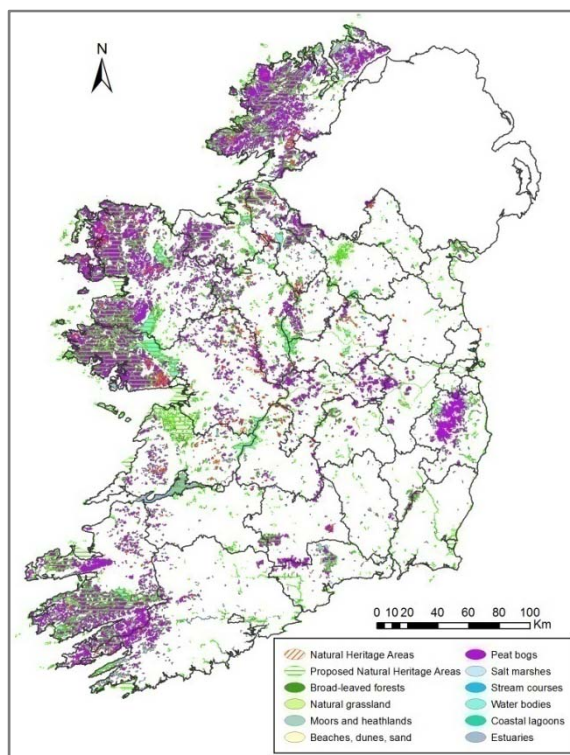 N
0 10 20 40 60 80 100
Km
Natural Heritage Areas
Proposed Natural Heritage Areas
Broad-leaved forests
Natural grassland
Moors and heathlands
Beaches, dunes, sand
Peat bogs
Salt marshes
Stream courses
Water bodies
Coastal lagoons
Estuaries